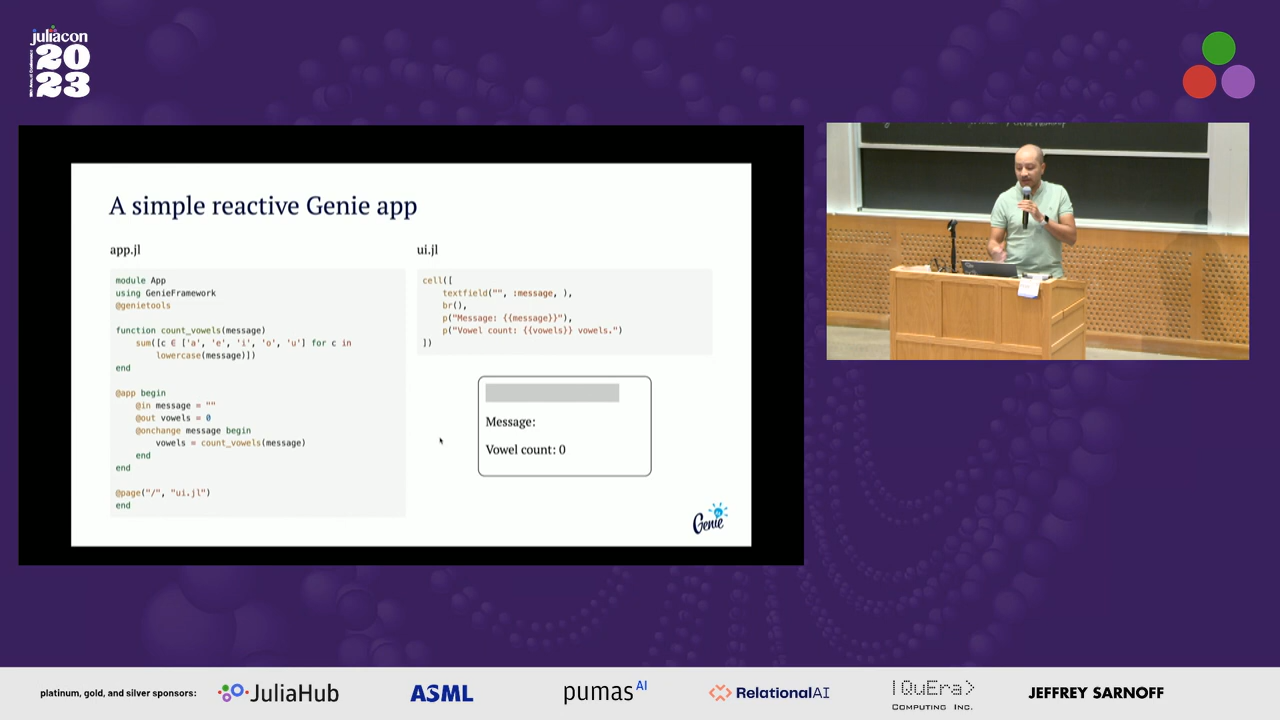 juliacon
20
23
A simple reactive Genie app
app.jl
module App
using GenieFramework
@genietools
function count_vowels(message)
sum([c ∈ ['a', 'e', 'i', 'o', 'u'] for c in
lowercase(message)])
end
@app begin
@in message = ""
@out vowels = 0
@onchange message begin
vowels = count_vowels(message)
end
end
@page("/", "ui.jl")
end
ui.jl
cell([
textfield("", :message, ),
br(),
p("Message: {{message}}"),
p("Vowel count: {{vowels}} vowels.")
])
Message:
Vowel count: 0
Genie
platinum, gold, and silver sponsors:
JuliaHub
ASML
pumas AI
RelationalAI
|QuEra>
COMPUTING INC.
JEFFREY SARNOFF